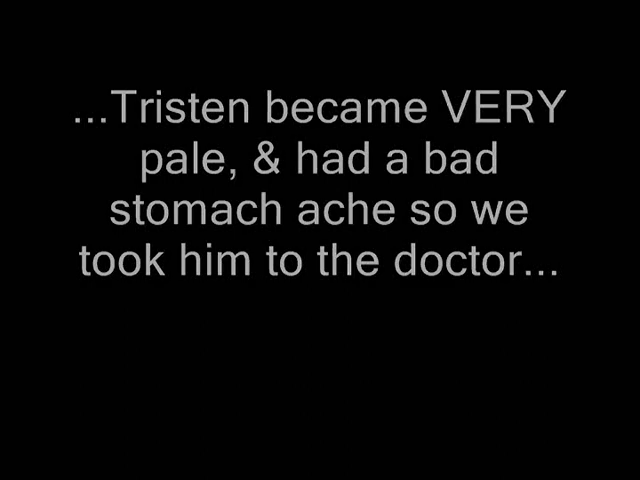 ...Tristen became VERY
pale, & had a bad
stomach ache so we
took him to the doctor...